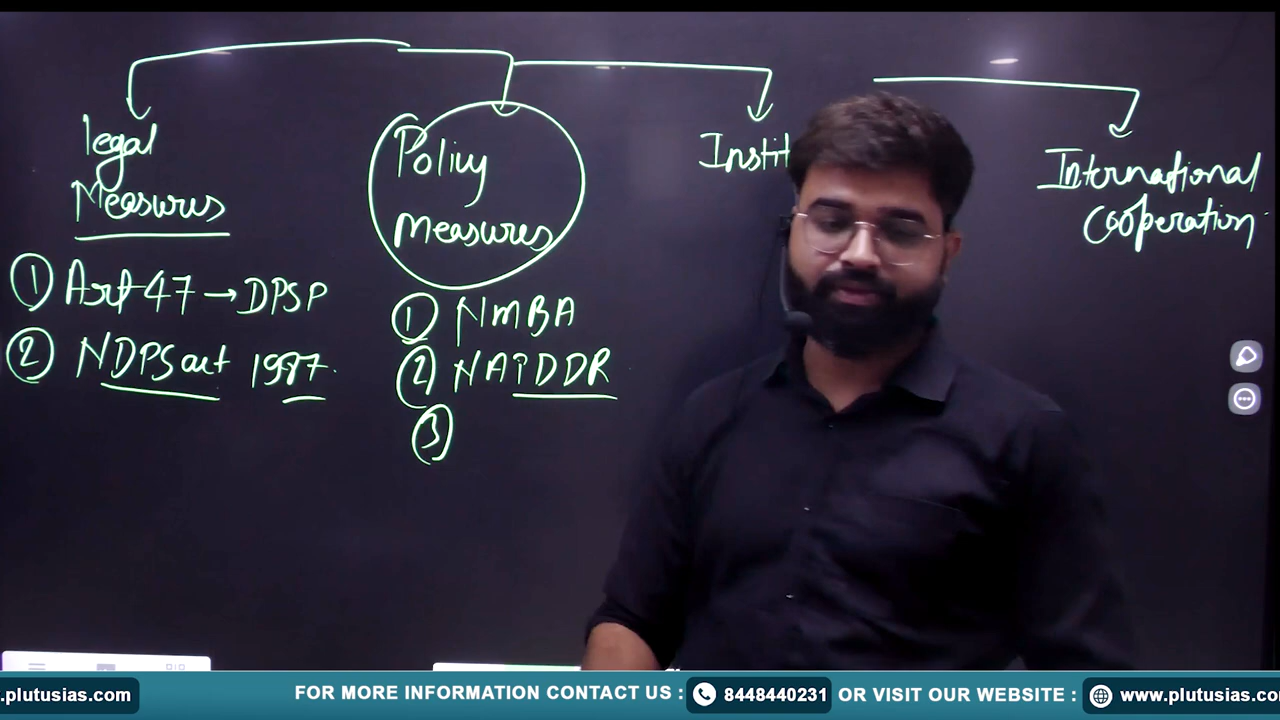 legal
Measures
① Art 47 → DPSP
② NDPS act 1987
Policy
Measures
① NMBA
② NAPDDR
③
Instit
International
Cooperation
.plutusias.com
FOR MORE INFORMATION CONTACT US :
8448440231
OR VISIT OUR WEBSITE :
www.plutusias.co